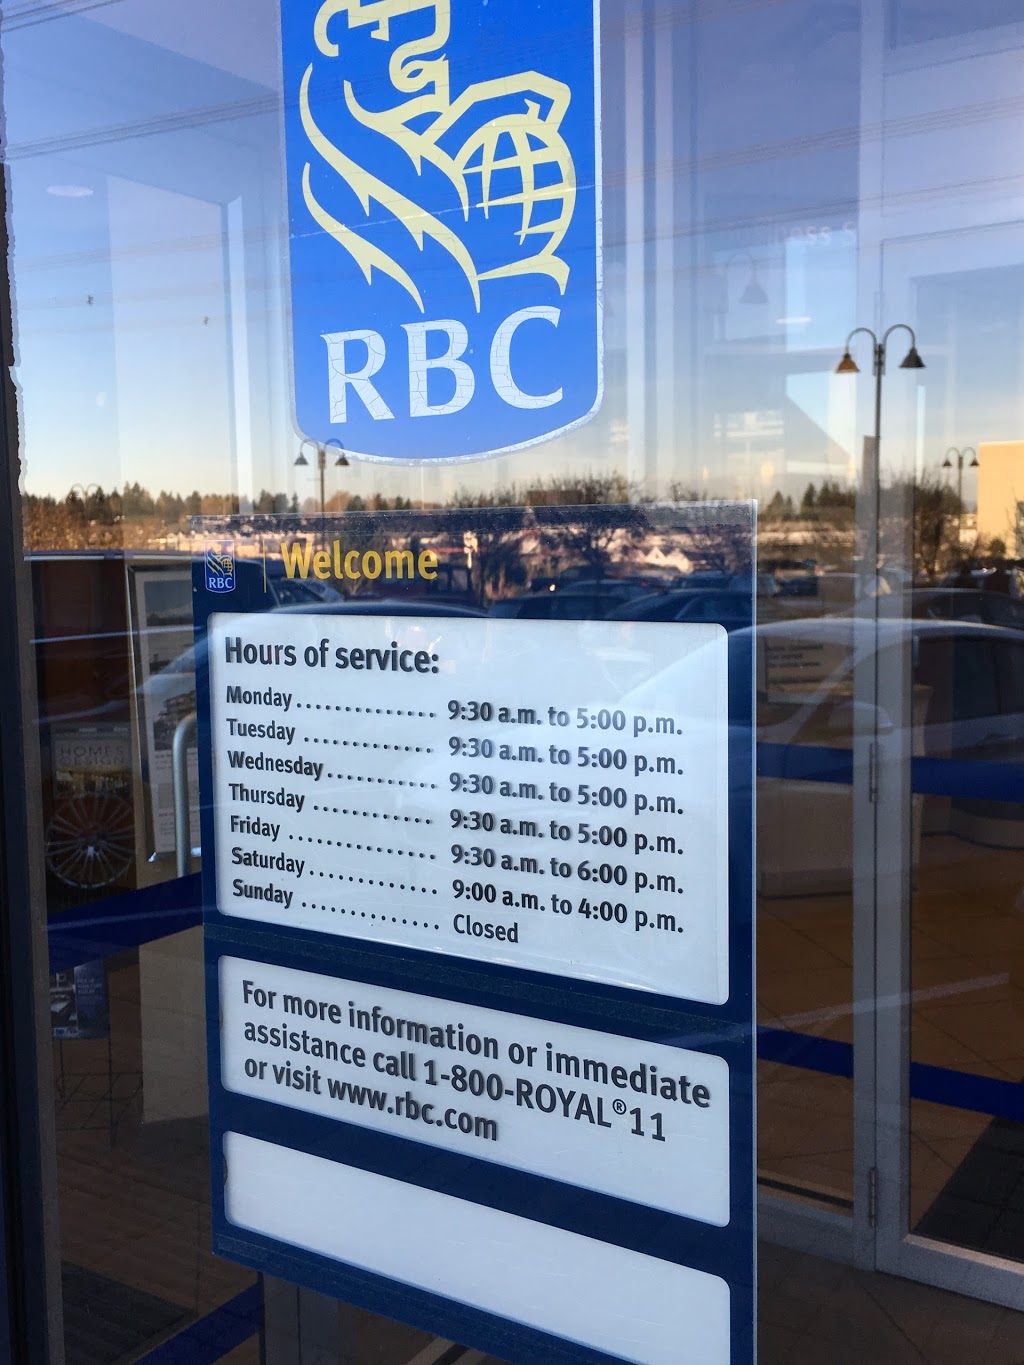 RBC
RBC
Welcome
Hours of service:
Monday.............. 9:30 a.m. to 5:00 p.m.
Tuesday ............. 9:30 a.m. to 5:00 p.m.
Wednesday........... 9:30 a.m. to 5:00 p.m.
Thursday ............ 9:30 a.m. to 5:00 p.m.
Friday .............. 9:30 a.m. to 6:00 p.m.
Saturday............. 9:00 a.m. to 4:00 p.m.
Sunday ............. Closed
For more information or immediate
assistance call 1-800-ROYAL®11
or visit www.rbc.com
HOMES
DESIGN